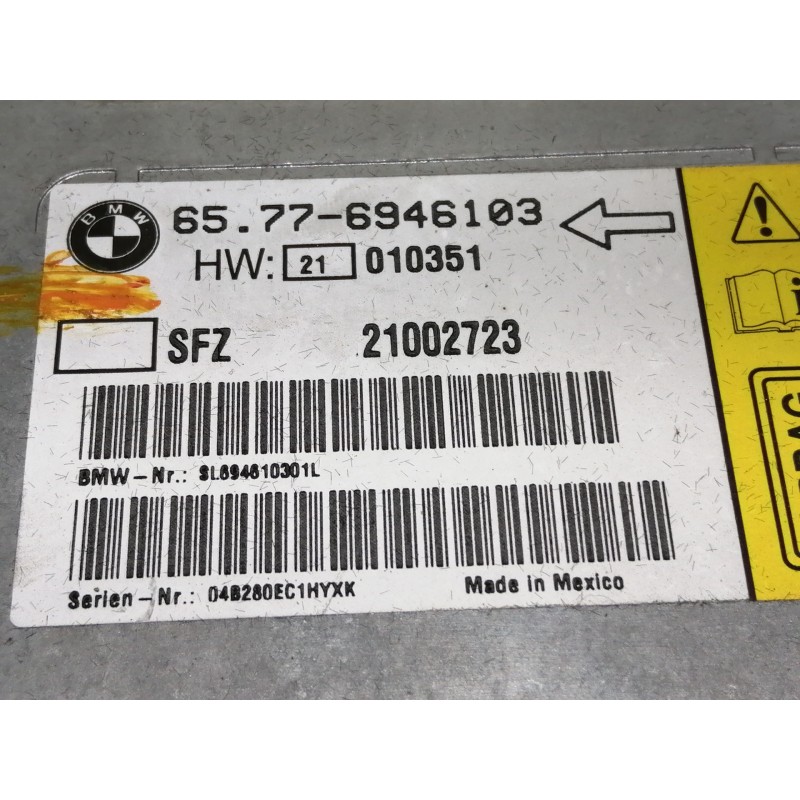 BMW
65.77-6946103
HW: 21 010351
SFZ 21002723
BMW-Nr.: SL694610301L
Serien-Nr.: 04B280EC1HYXK
Made in Mexico